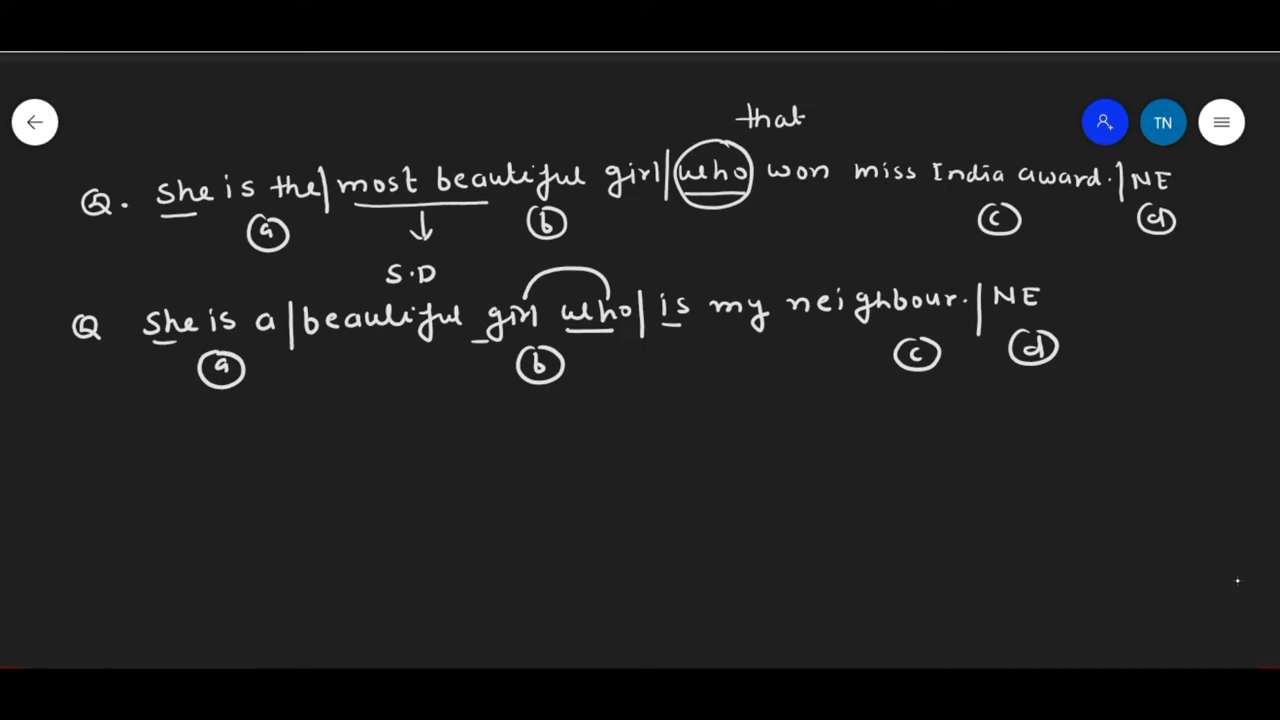 that
TN
Q. She is the | most beautiful girl | who won miss India award. | NE
a b c d
S.D
Q She is a | beautiful girl who | is my neighbour. | NE
a b c d